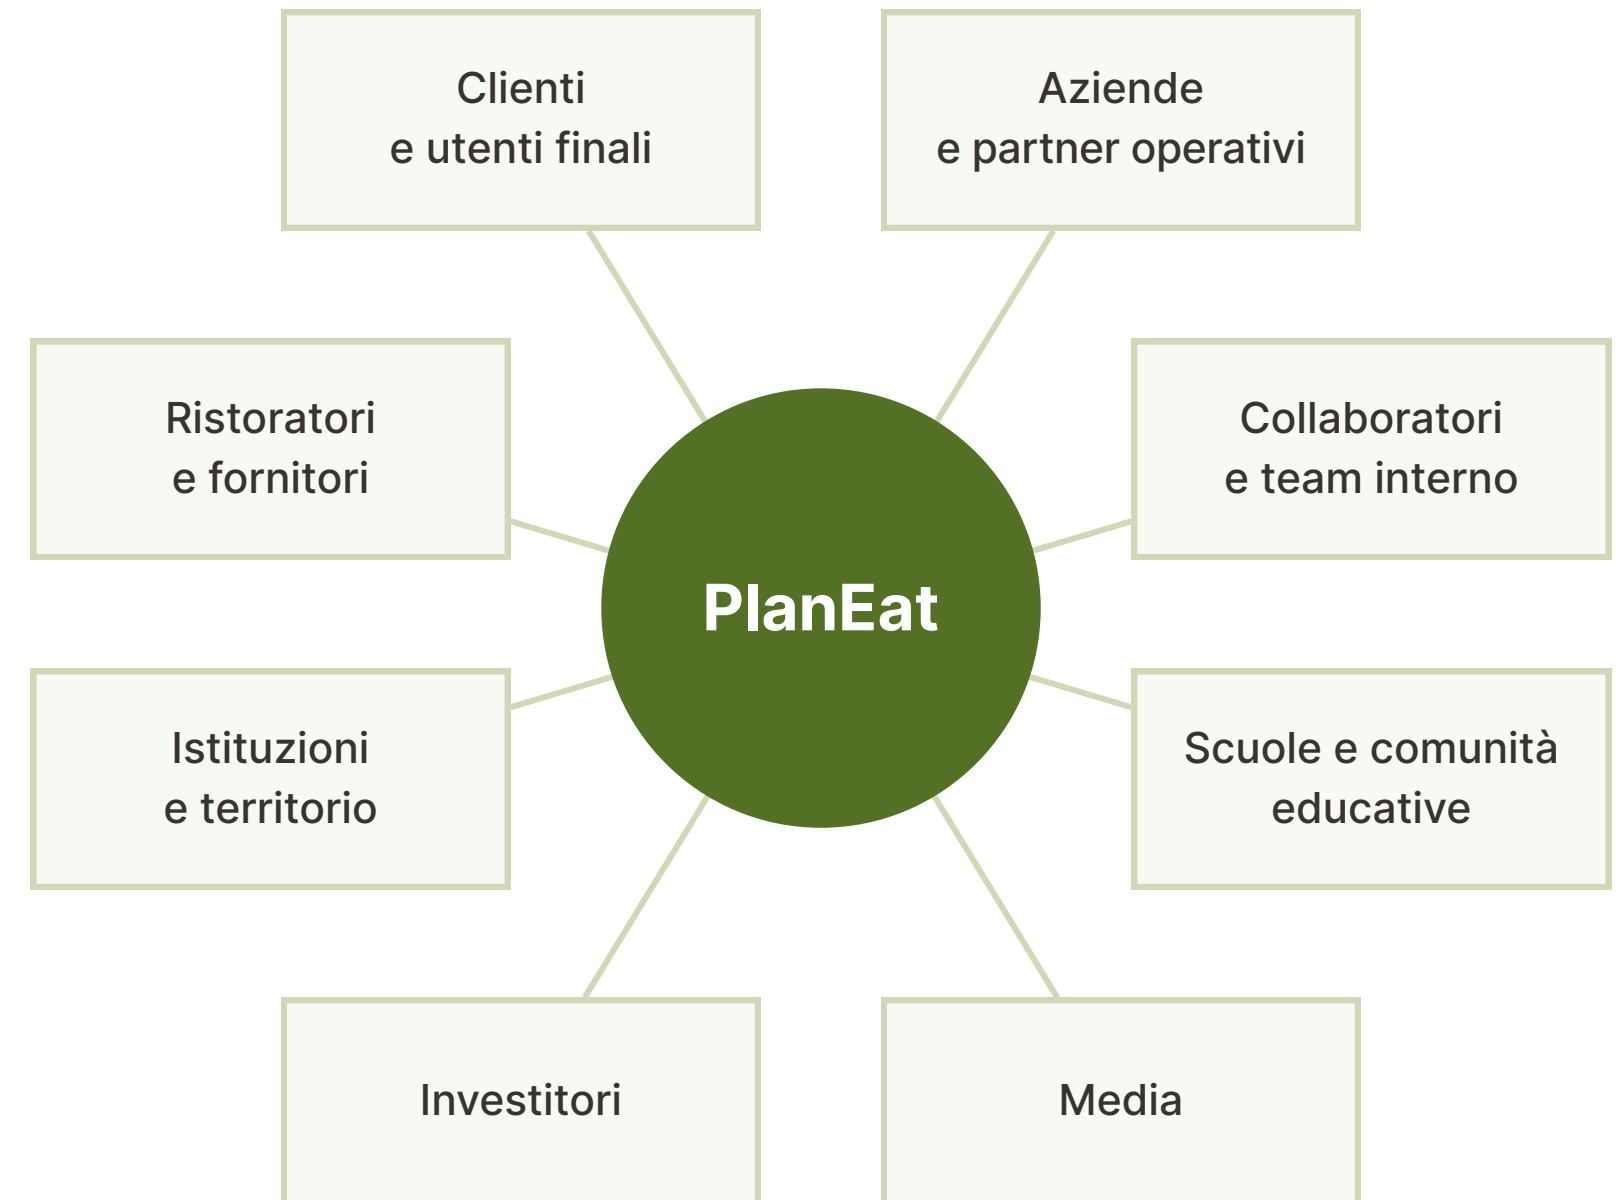 Clienti
e utenti finali
Aziende
e partner operativi
Ristoratori
e fornitori
Collaboratori
e team interno
PlanEat
Istituzioni
e territorio
Scuole e comunità
educative
Investitori
Media